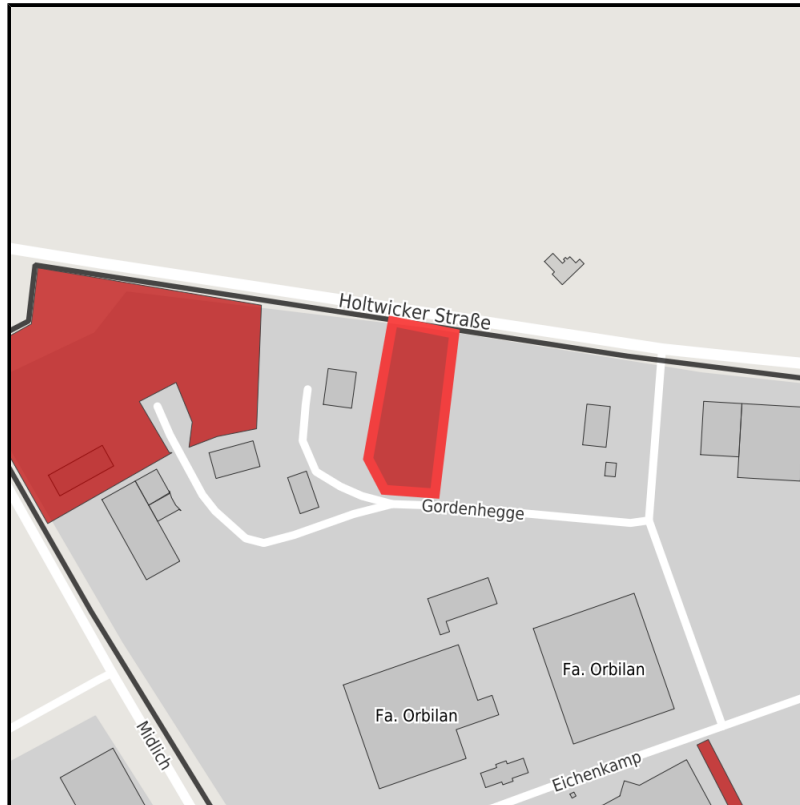 Holtwicker Straße
Gordenhegge
Fa. Orbilan
Fa. Orbilan
Midlich
Eichenkamp